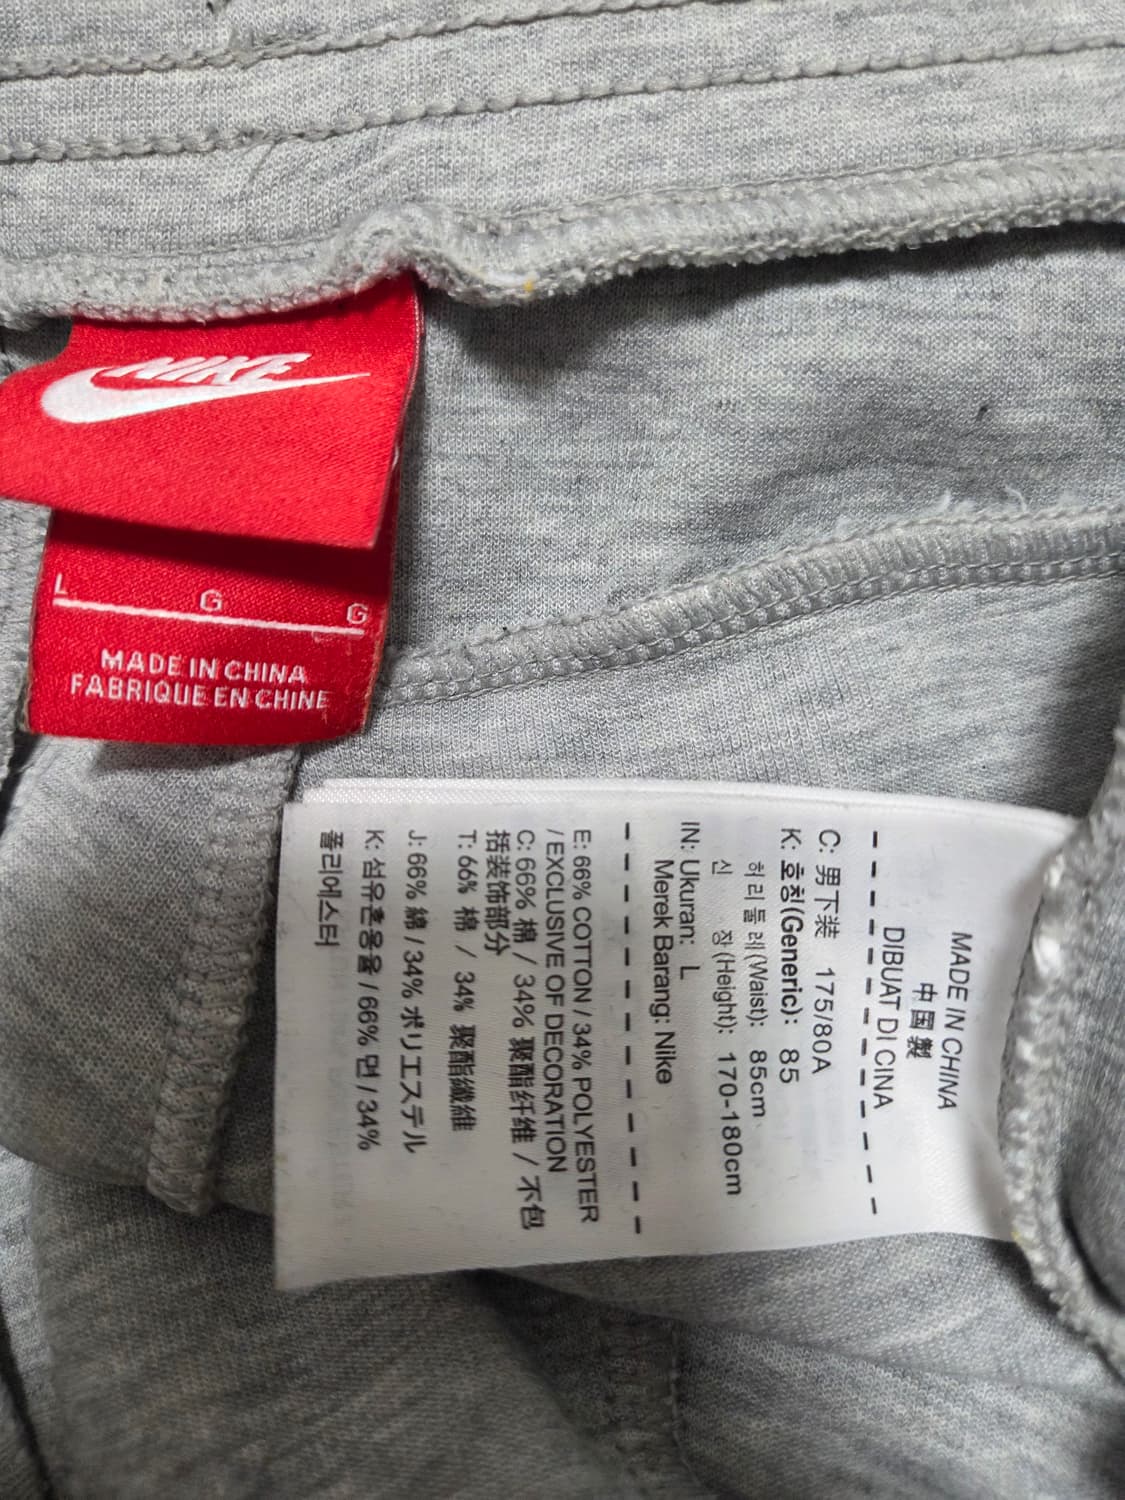 NIKE
L G G
MADE IN CHINA
FABRIQUE EN CHINE
MADE IN CHINA
中国製
DIBUAT DI CINA
C: 男下装 175/80A
K: 호칭(Generic): 85
허리둘레(Waist): 85cm
신 장(Height): 170-180cm
IN: Ukuran: L
Merek Barang: Nike
E: 66% COTTON / 34% POLYESTER
/ EXCLUSIVE OF DECORATION
C: 66% 棉 / 34% 聚酯纤维 / 不包
括装饰部分
T: 66% 棉 / 34% 聚酯纖維
J: 66% 綿 / 34% ポリエステル
K: 섬유혼용율 / 66% 면 / 34%
폴리에스터